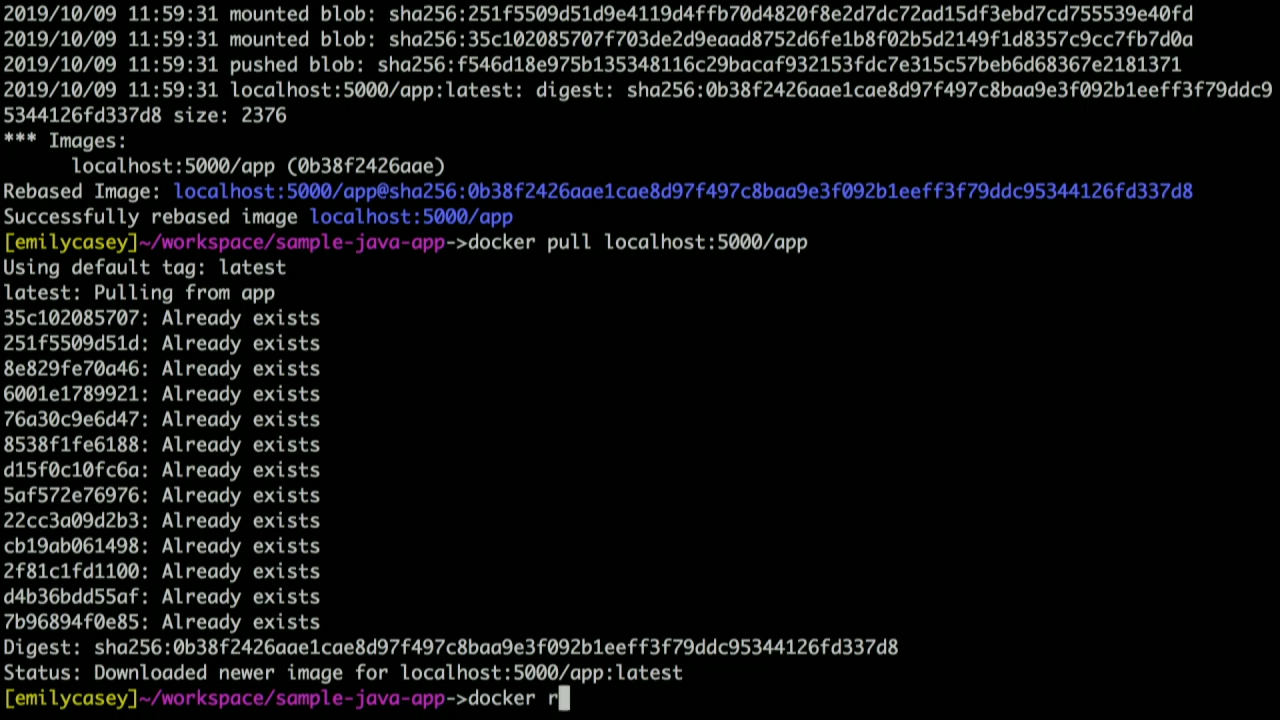 2019/10/09 11:59:31 mounted blob: sha256:251f5509d51d9e4119d4ffb70d4820f8e2d7dc72ad15df3ebd7cd755539e40fd
2019/10/09 11:59:31 mounted blob: sha256:35c102085707f703de2d9eaad8752d6fe1b8f02b5d2149f1d8357c9cc7fb7d0a
2019/10/09 11:59:31 pushed blob: sha256:f546d18e975b135348116c29bacaf932153fdc7e315c57beb6d68367e2181371
2019/10/09 11:59:31 localhost:5000/app:latest: digest: sha256:0b38f2426aae1cae8d97f497c8baa9e3f092b1eeff3f79ddc9
5344126fd337d8 size: 2376
*** Images:
localhost:5000/app (0b38f2426aae)
Rebased Image: localhost:5000/app@sha256:0b38f2426aae1cae8d97f497c8baa9e3f092b1eeff3f79ddc95344126fd337d8
Successfully rebased image localhost:5000/app
[emilycasey]~/workspace/sample-java-app->docker pull localhost:5000/app
Using default tag: latest
latest: Pulling from app
35c102085707: Already exists
251f5509d51d: Already exists
8e829fe70a46: Already exists
6001e1789921: Already exists
76a30c9e6d47: Already exists
8538f1fe6188: Already exists
d15f0c10fc6a: Already exists
5af572e76976: Already exists
22cc3a09d2b3: Already exists
cb19ab061498: Already exists
2f81c1fd1100: Already exists
d4b36bdd55af: Already exists
7b96894f0e85: Already exists
Digest: sha256:0b38f2426aae1cae8d97f497c8baa9e3f092b1eeff3f79ddc95344126fd337d8
Status: Downloaded newer image for localhost:5000/app:latest
[emilycasey]~/workspace/sample-java-app->docker r